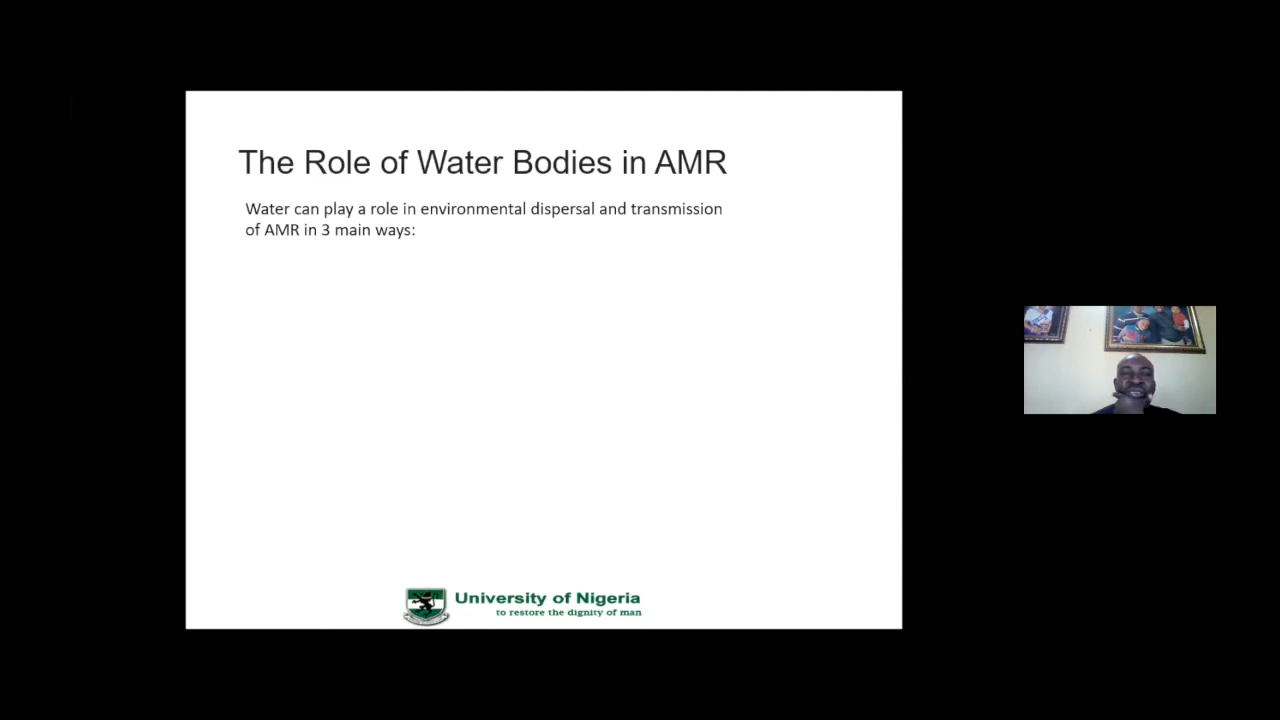 The Role of Water Bodies in AMR
Water can play a role in environmental dispersal and transmission
of AMR in 3 main ways:
University of Nigeria
to restore the dignity of man